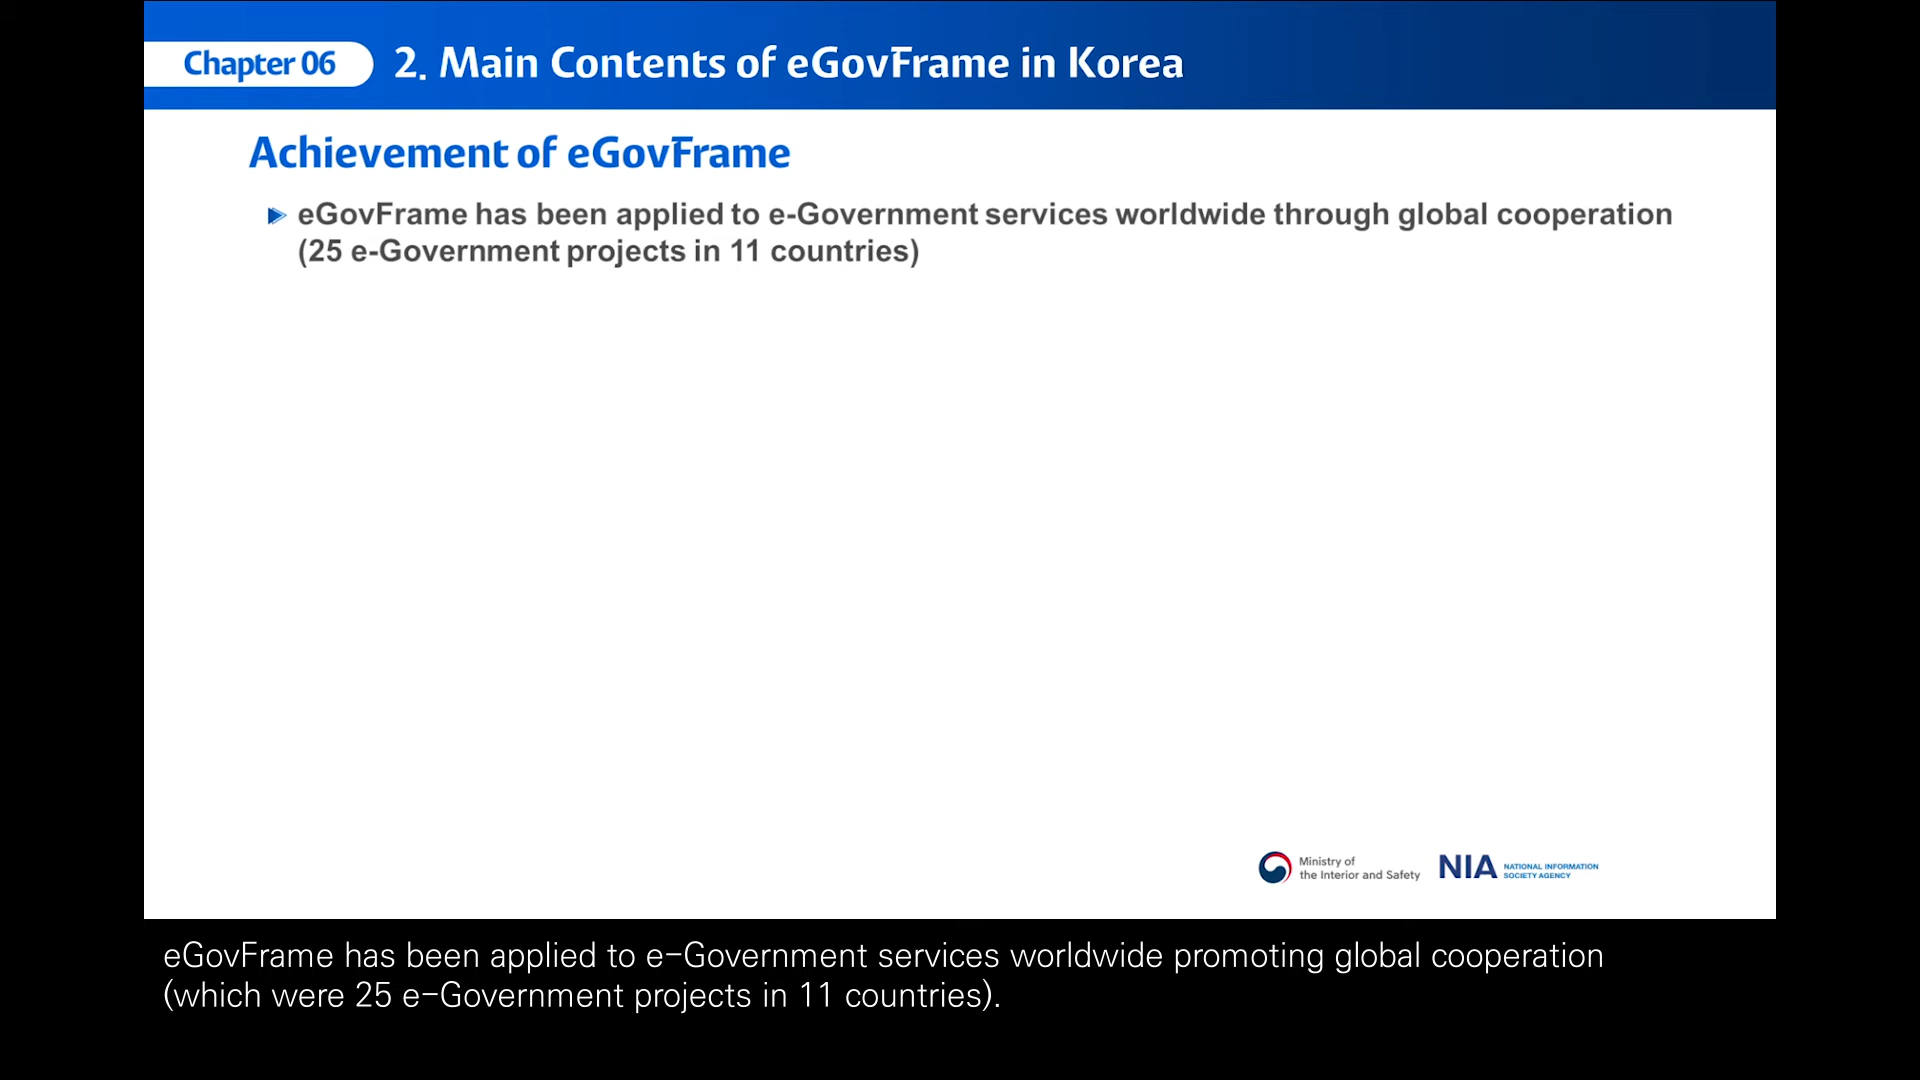 Chapter 06
2. Main Contents of eGovFrame in Korea
Achievement of eGovFrame
eGovFrame has been applied to e-Government services worldwide through global cooperation
(25 e-Government projects in 11 countries)
Ministry of
the Interior and Safety
NIA
NATIONAL INFORMATION
SOCIETY AGENCY
eGovFrame has been applied to e-Government services worldwide promoting global cooperation
(which were 25 e-Government projects in 11 countries).